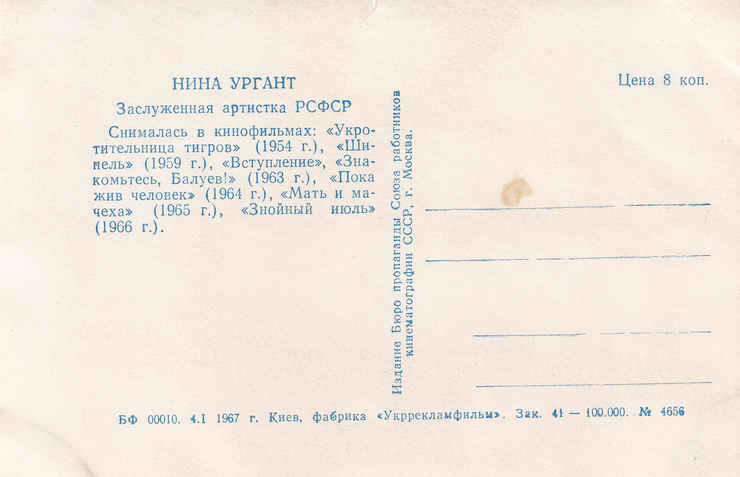 НИНА УРГАНТ
Заслуженная артистка РСФСР
Снималась в кинофильмах: «Укро-
тительница тигров» (1954 г.), «Ши-
нель» (1959 г.), «Вступление», «Зна-
комьтесь, Балуев!» (1963 г.), «Пока
жив человек» (1964 г.), «Мать и ма-
чеха» (1965 г.), «Знойный июль»
(1966 г.).
Издание Бюро пропаганды Союза работников
кинематографии СССР, г. Москва.
Цена 8 коп.
БФ 00010. 4.I 1967 г. Киев, фабрика «Укррекламфильм». Зак. 41 — 100.000. № 4656